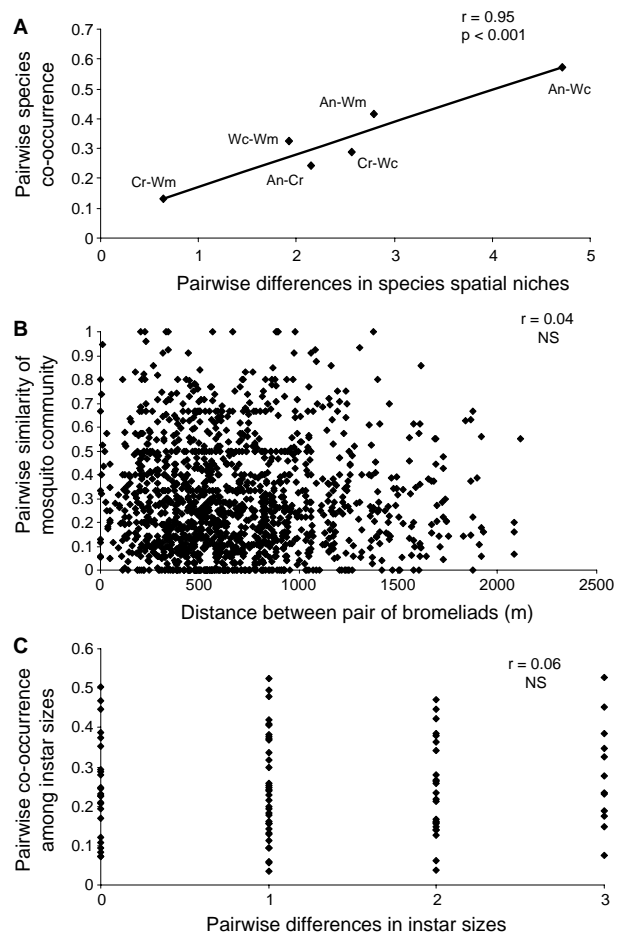 A
r = 0.95
p < 0.001
Pairwise species
co-occurrence
0.7
0.6
0.5
0.4
0.3
0.2
0.1
0
An-Wc
An-Wm
Wc-Wm
Cr-Wc
An-Cr
Cr-Wm
0 1 2 3 4 5
Pairwise differences in species spatial niches
B
r = 0.04
NS
Pairwise similarity of
mosquito community
1
0.9
0.8
0.7
0.6
0.5
0.4
0.3
0.2
0.1
0
0 500 1000 1500 2000 2500
Distance between pair of bromeliads (m)
C
r = 0.06
NS
Pairwise co-occurrence
among instar sizes
0.6
0.5
0.4
0.3
0.2
0.1
0
0 1 2 3
Pairwise differences in instar sizes